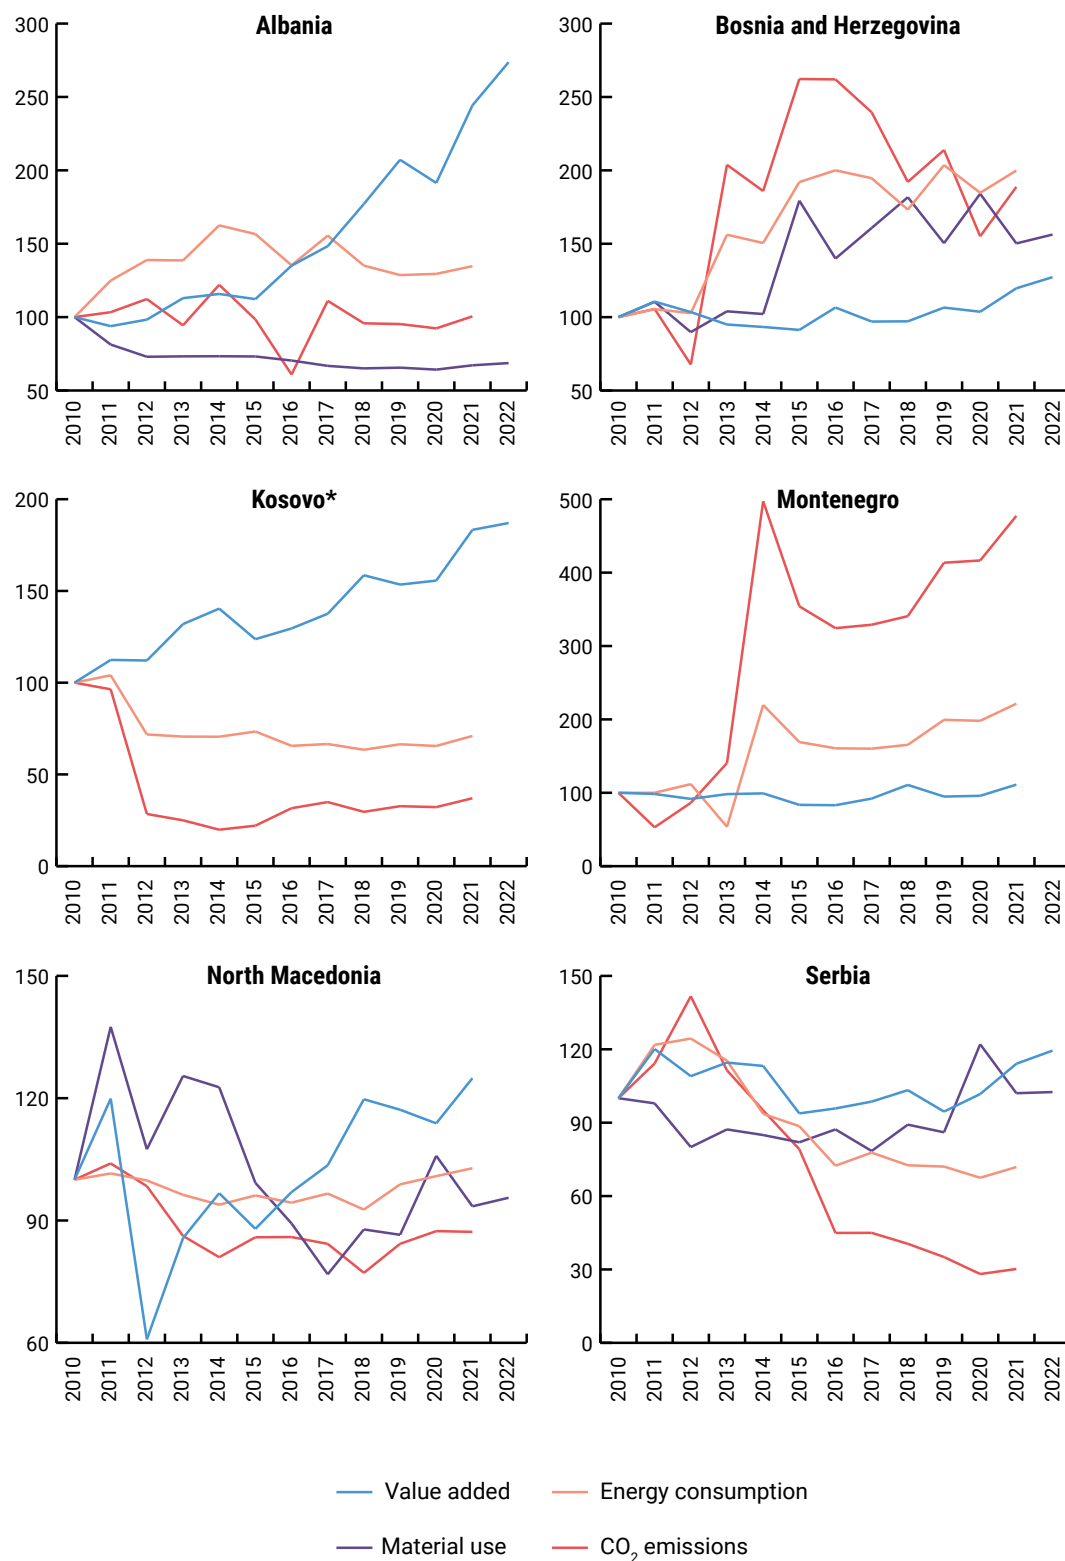 Albania
300
250
200
150
100
50
2010 2011 2012 2013 2014 2015 2016 2017 2018 2019 2020 2021 2022
Bosnia and Herzegovina
300
250
200
150
100
50
2010 2011 2012 2013 2014 2015 2016 2017 2018 2019 2020 2021 2022
Kosovo*
200
150
100
50
0
2010 2011 2012 2013 2014 2015 2016 2017 2018 2019 2020 2021 2022
Montenegro
500
400
300
200
100
0
2010 2011 2012 2013 2014 2015 2016 2017 2018 2019 2020 2021 2022
North Macedonia
150
120
90
60
2010 2011 2012 2013 2014 2015 2016 2017 2018 2019 2020 2021 2022
Serbia
150
120
90
60
30
0
2010 2011 2012 2013 2014 2015 2016 2017 2018 2019 2020 2021 2022
Value added
Energy consumption
Material use
CO₂ emissions